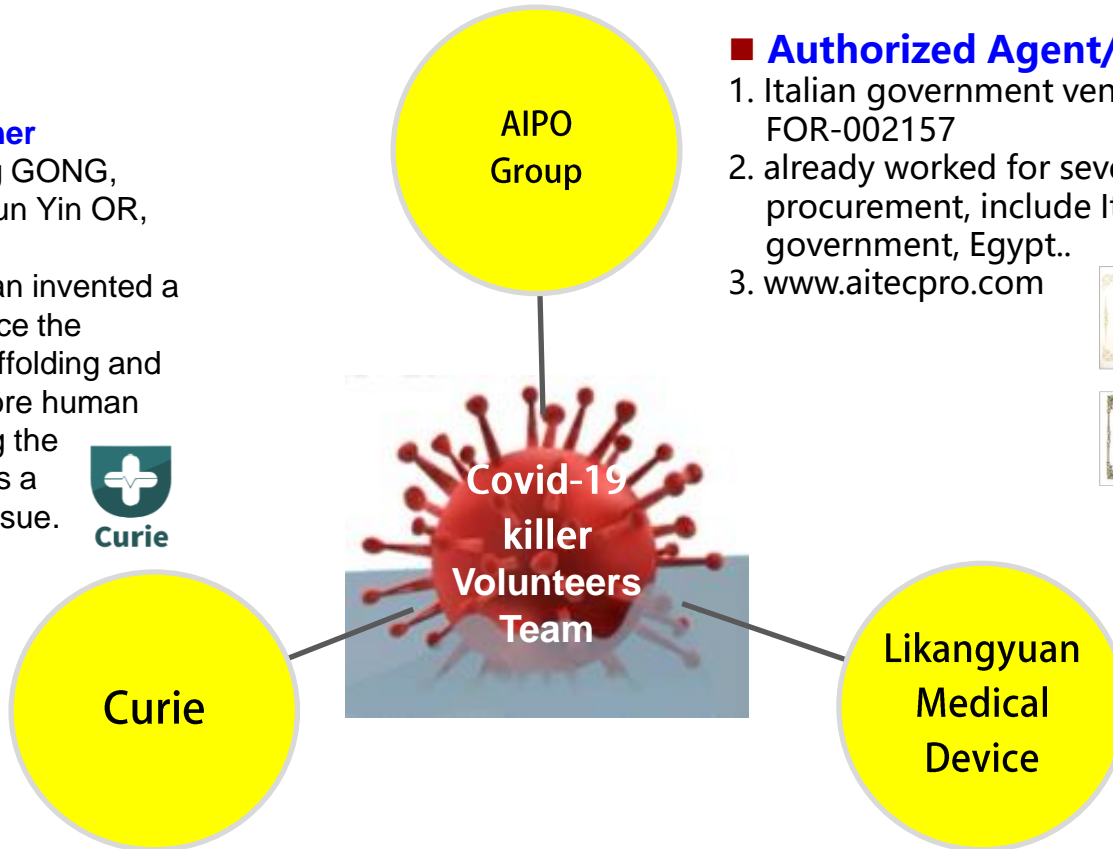 AIPO
Group
■ Authorized Agent/
1. Italian government ven
FOR-002157
2. already worked for seve
procurement, include It
government, Egypt..
3. www.aitecpro.com
ner
g GONG,
un Yin OR,
an invented a
ce the
ffolding and
ore human
g the
s a
sue.
Curie
Covid-19
killer
Volunteers
Team
Curie
Likangyuan
Medical
Device